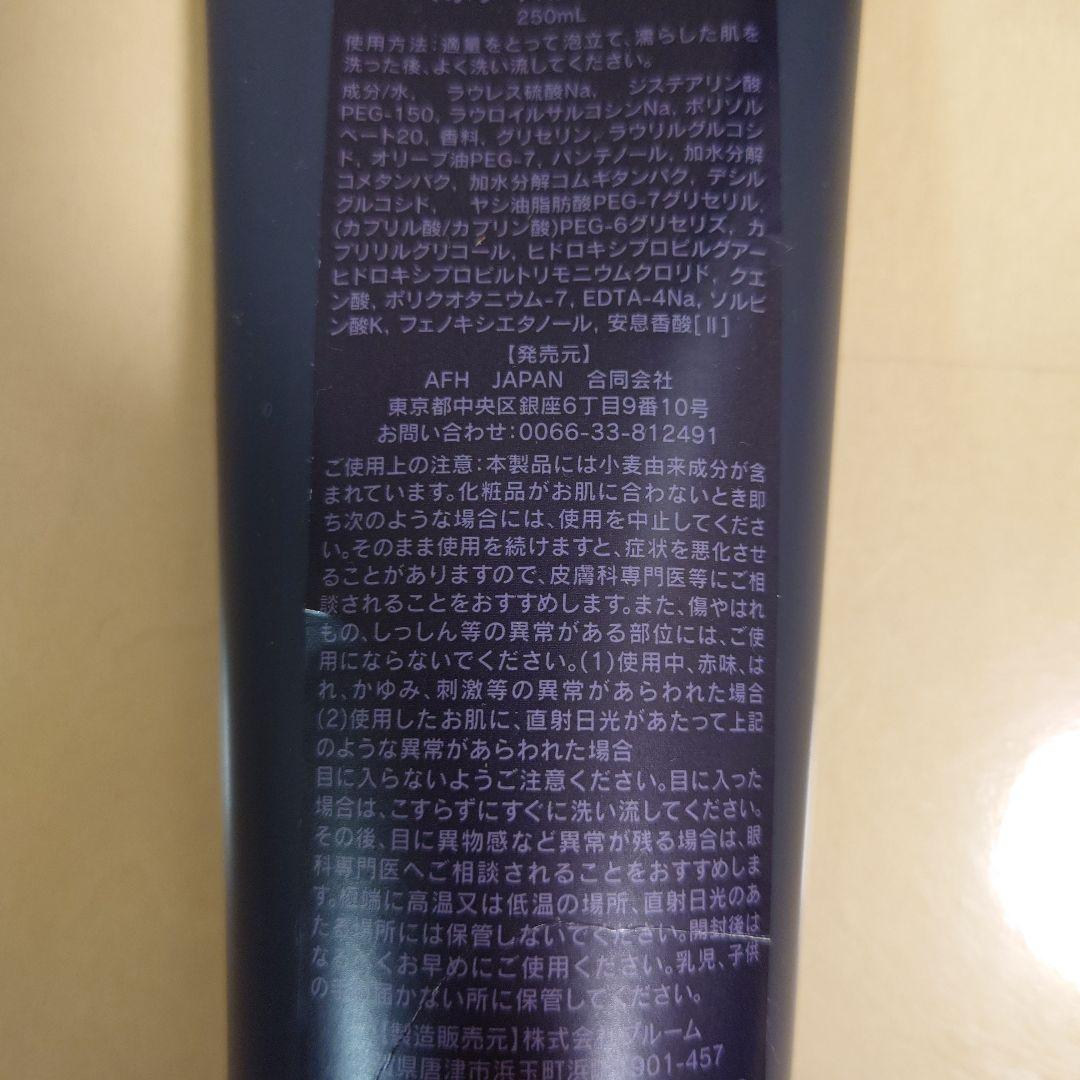 250mL
使用方法:適量をとって泡立て、濡らした肌を
洗った後、よく洗い流してください。
成分/水、 ラウレス硫酸Na、 ジステアリン酸
PEG-150, ラウロイルサルコシンNa, ポリソル
ベート20, 香料, グリセリン, ラウリルグルコシ
ド, オリーブ油PEG-7, パンテノール, 加水分解
コメタンパク, 加水分解コムギタンパク, デシル
グルコシド, ヤシ油脂肪酸PEG-7グリセリル,
(カプリル酸/カプリン酸)PEG-6グリセリズ, カ
プリリルグリコール, ヒドロキシプロピルグアー
ヒドロキシプロピルトリモニウムクロリド, クエ
ン酸, ポリクオタニウム-7, EDTA-4Na, ソルビ
ン酸K, フェノキシエタノール, 安息香酸[Ⅱ]
【発売元】
AFH JAPAN 合同会社
東京都中央区銀座6丁目9番10号
お問い合わせ:0066-33-812491
ご使用上の注意:本製品には小麦由来成分が含
まれています。化粧品がお肌に合わないとき即
ち次のような場合には、使用を中止してくださ
い。そのまま使用を続けますと、症状を悪化させ
ることがありますので、皮膚科専門医等にご相
談されることをおすすめします。また、傷やはれ
もの、しっしん等の異常がある部位には、ご使
用にならないでください。(1)使用中、赤味、は
れ、かゆみ、刺激等の異常があらわれた場合
(2)使用したお肌に、直射日光があたって上記
のような異常があらわれた場合
目に入らないようご注意ください。目に入った
場合は、こすらずにすぐに洗い流してください。
その後、目に異物感など異常が残る場合は、眼
科専門医へご相談されることをおすすめしま
す。極端に高温又は低温の場所、直射日光のあ
た 場所には保管しないでください。開封後は
な くお早めにご使用ください。乳児、子供
の 届かない所に保管してください。
【製造販売元】株式会 ブルーム
県唐津市浜玉町浜 901-457